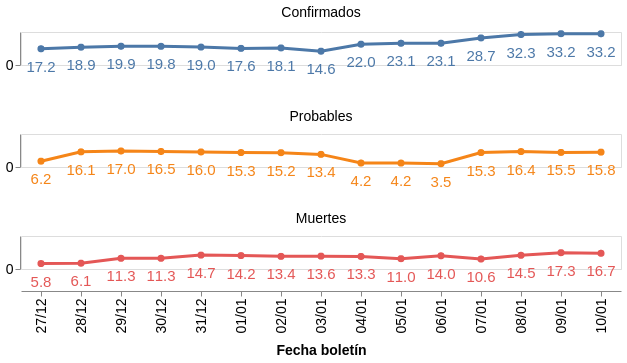 Confirmados
0
17.2 18.9 19.9 19.8 19.0 17.6 18.1 14.6 22.0 23.1 23.1 28.7 32.3 33.2 33.2
Probables
0
6.2 16.1 17.0 16.5 16.0 15.3 15.2 13.4 4.2 4.2 3.5 15.3 16.4 15.5 15.8
Muertes
0
5.8 6.1 11.3 11.3 14.7 14.2 13.4 13.6 13.3 11.0 14.0 10.6 14.5 17.3 16.7
27/12 28/12 29/12 30/12 31/12 01/01 02/01 03/01 04/01 05/01 06/01 07/01 08/01 09/01 10/01
Fecha boletín